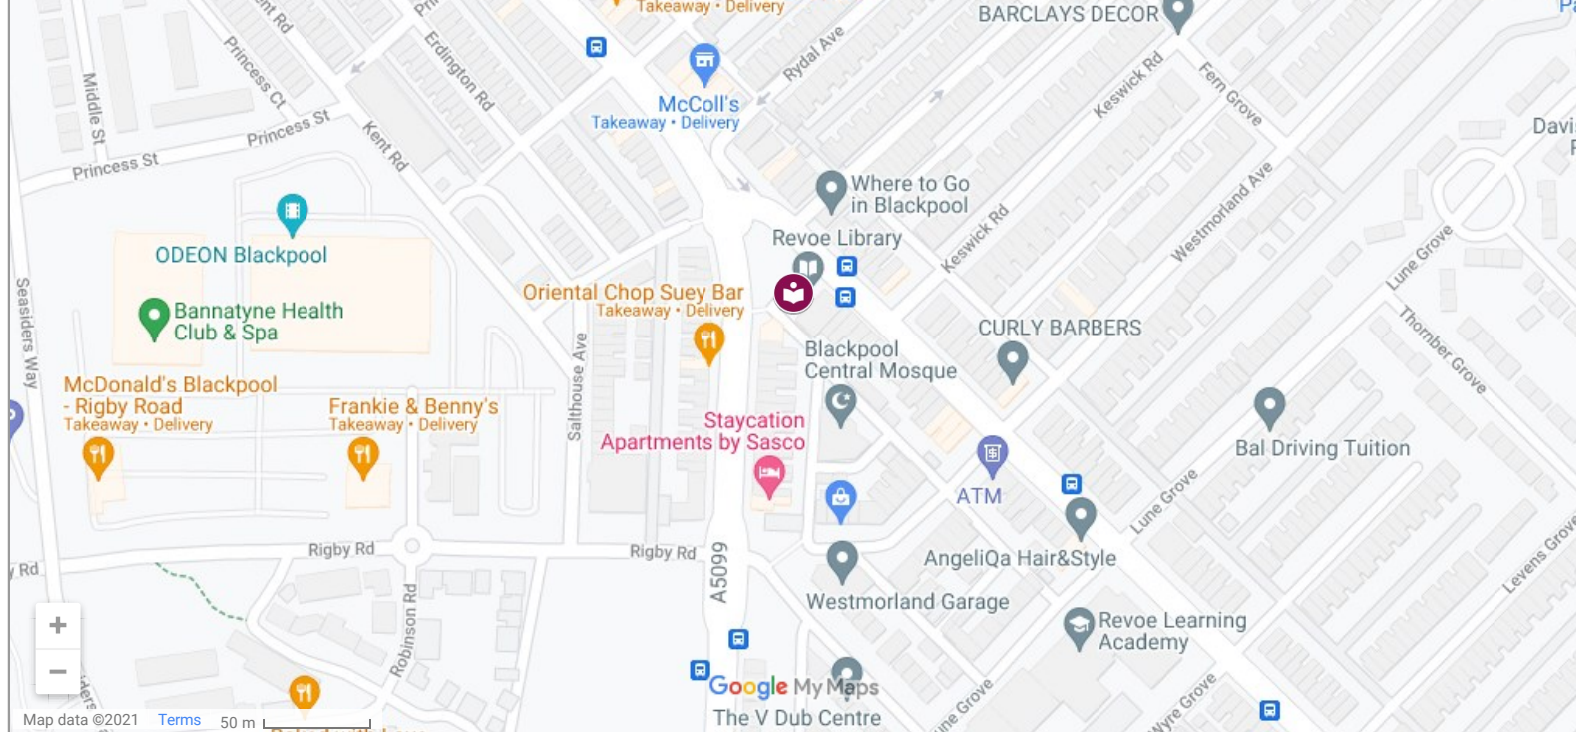 Takeaway • Delivery
BARCLAYS DECOR
Rydal Ave
Erdington Rd
Princess Ct
Middle St
Keswick Rd
Fern Grove
McColl's
Takeaway • Delivery
Princess St
Kent Rd
Princess St
Where to Go
in Blackpool
Westmorland Ave
Revoe Library
Keswick Rd
ODEON Blackpool
Lune Grove
Seasiders Way
Oriental Chop Suey Bar
Takeaway • Delivery
Bannatyne Health
Club & Spa
CURLY BARBERS
Thornber Grove
Blackpool
Central Mosque
Salthouse Ave
McDonald's Blackpool
- Rigby Road
Takeaway • Delivery
Frankie & Benny's
Takeaway • Delivery
Staycation
Apartments by Sasco
Bal Driving Tuition
ATM
Lune Grove
Rigby Rd
Rigby Rd
A5099
AngeliQa Hair&Style
Levens Grove
Rd
Westmorland Garage
Robinson Rd
Revoe Learning
Academy
+
−
Google My Maps
The V Dub Centre
Wyre Grove
Map data ©2021 Terms 50 m